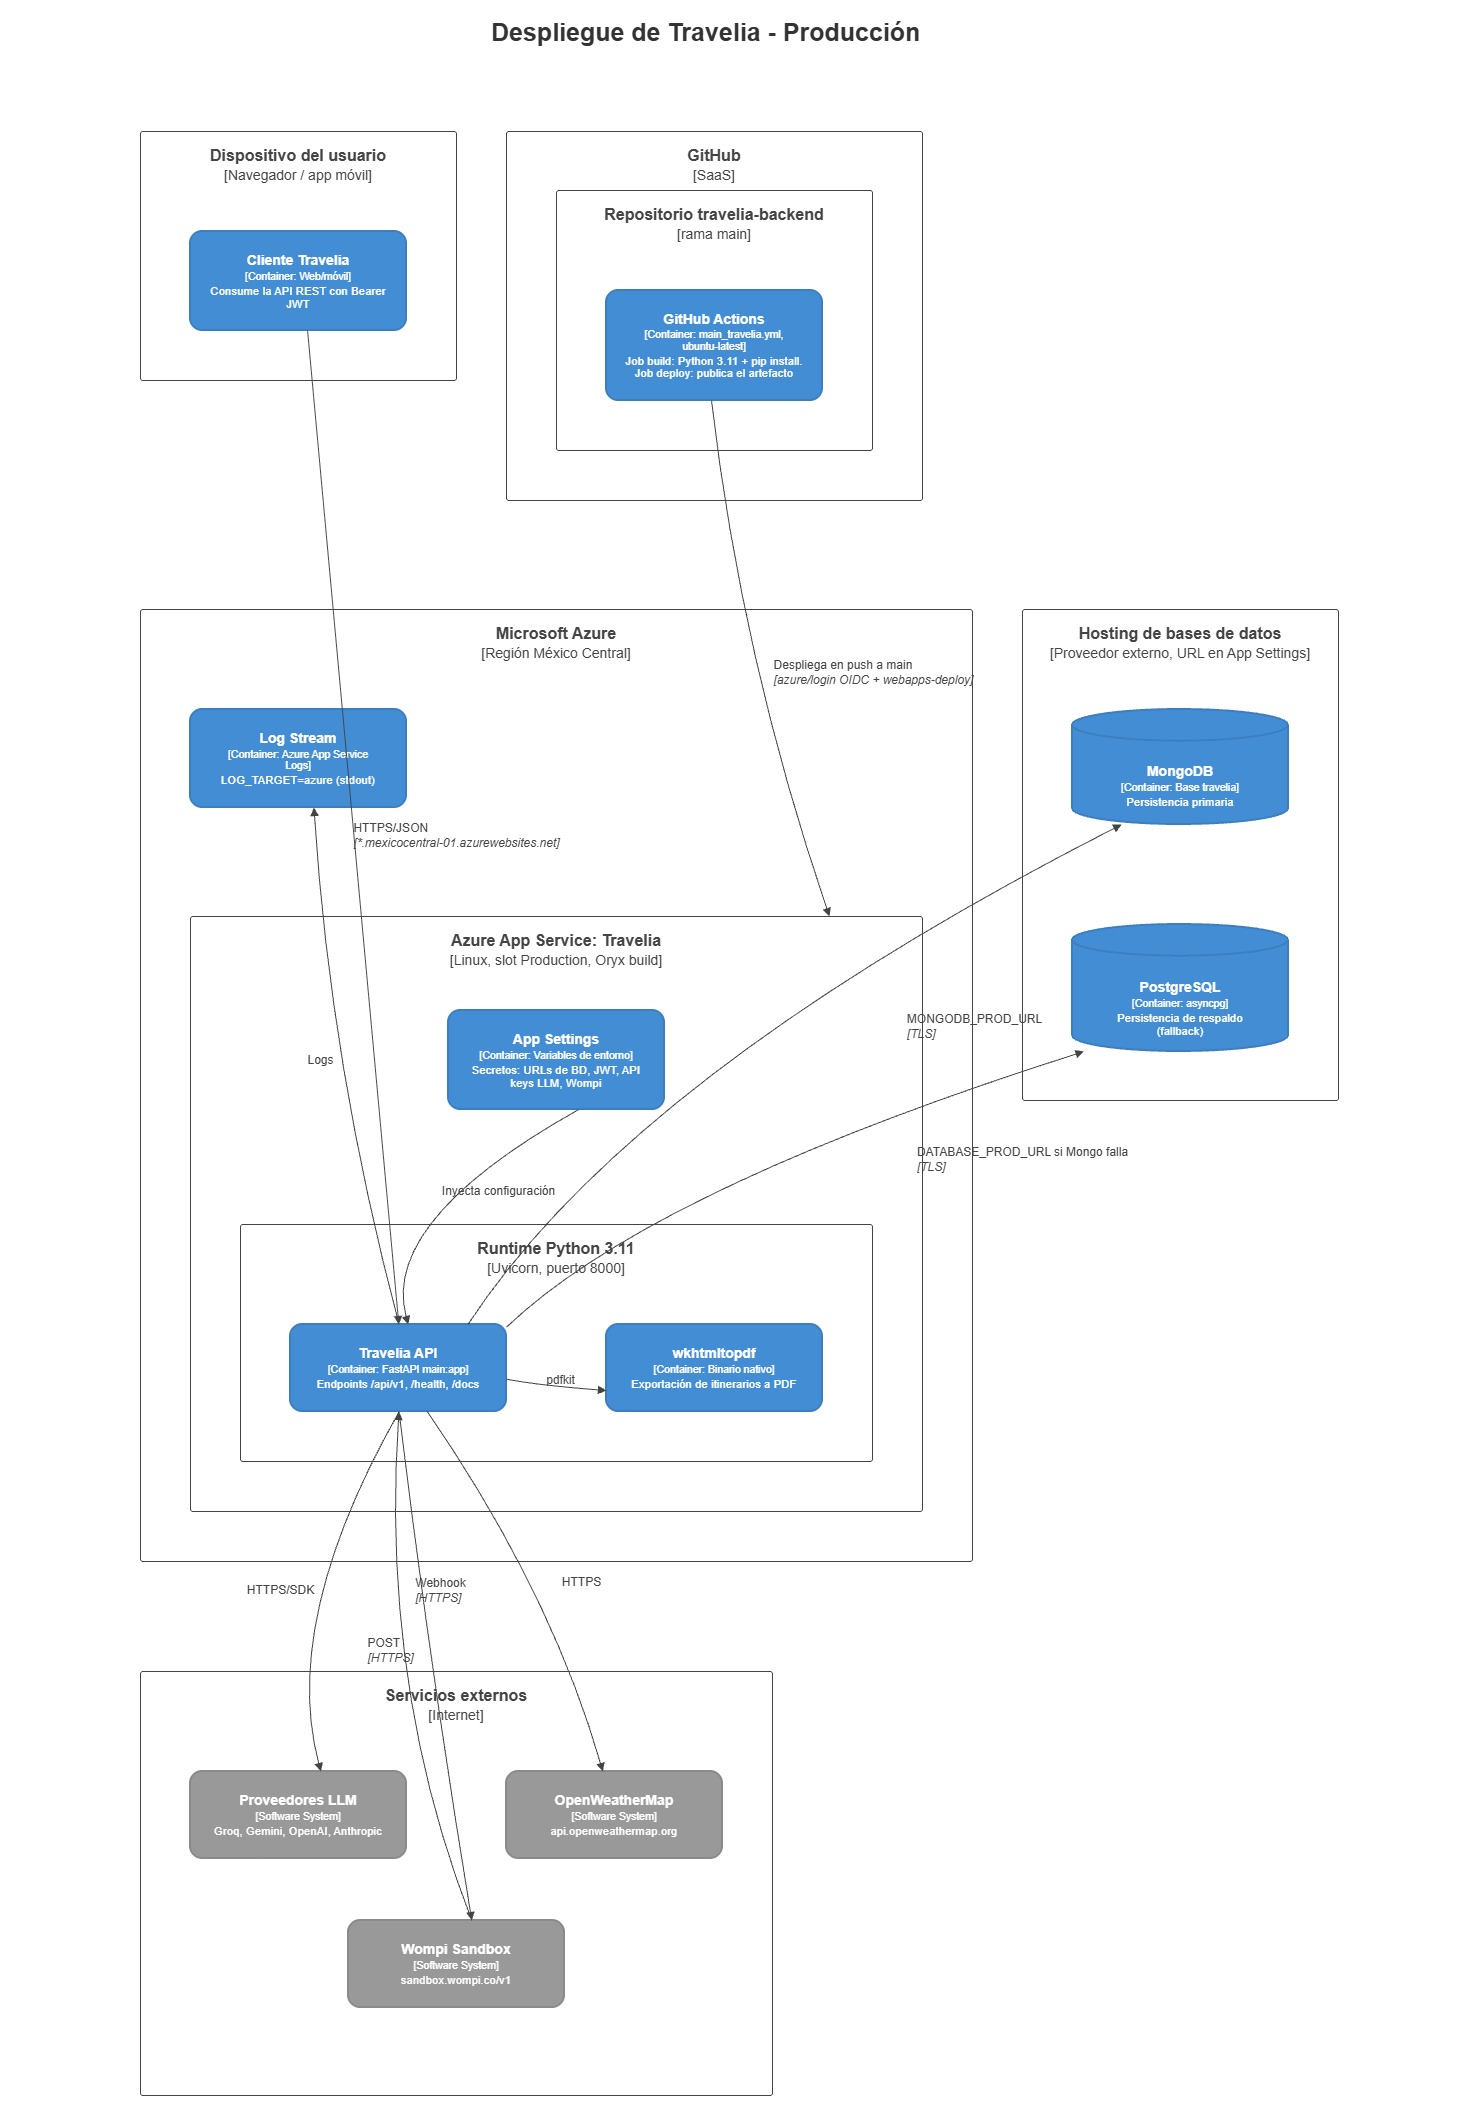 Despliegue de Travelia - Producción
Dispositivo del usuario
[Navegador / app móvil]
Cliente Travelia
[Container: Web/móvil]
Consume la API REST con Bearer
JWT
GitHub
[SaaS]
Repositorio travelia-backend
[rama main]
GitHub Actions
[Container: main_travelia.yml,
ubuntu-latest]
Job build: Python 3.11 + pip install.
Job deploy: publica el artefacto
Microsoft Azure
[Región México Central]
Despliega en push a main
[azure/login OIDC + webapps-deploy]
Log Stream
[Container: Azure App Service
Logs]
LOG_TARGET=azure (stdout)
HTTPS/JSON
[*.mexicocentral-01.azurewebsites.net]
Hosting de bases de datos
[Proveedor externo, URL en App Settings]
MongoDB
[Container: Base travelia]
Persistencia primaria
PostgreSQL
[Container: asyncpg]
Persistencia de respaldo
(fallback)
Azure App Service: Travelia
[Linux, slot Production, Oryx build]
App Settings
[Container: Variables de entorno]
Secretos: URLs de BD, JWT, API
keys LLM, Wompi
Logs
MONGODB_PROD_URL
[TLS]
DATABASE_PROD_URL si Mongo falla
[TLS]
Inyecta configuración
Runtime Python 3.11
[Uvicorn, puerto 8000]
Travelia API
[Container: FastAPI main:app]
Endpoints /api/v1, /health, /docs
pdfkit
wkhtmltopdf
[Container: Binario nativo]
Exportación de itinerarios a PDF
HTTPS/SDK
Webhook
[HTTPS]
HTTPS
POST
[HTTPS]
Servicios externos
[Internet]
Proveedores LLM
[Software System]
Groq, Gemini, OpenAI, Anthropic
OpenWeatherMap
[Software System]
api.openweathermap.org
Wompi Sandbox
[Software System]
sandbox.wompi.co/v1